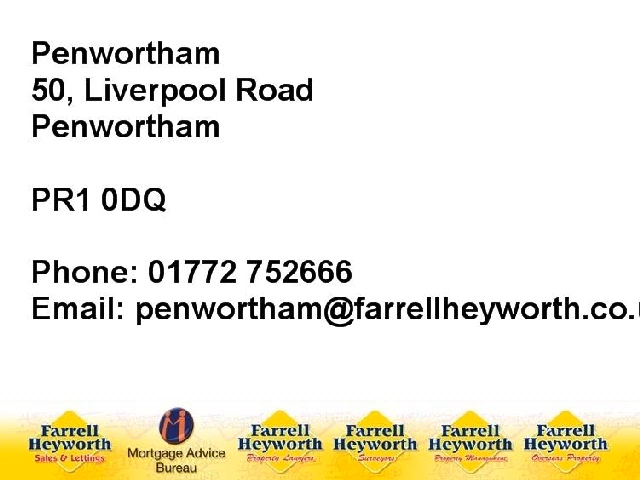 Penwortham
50, Liverpool Road
Penwortham
PR1 0DQ
Phone: 01772 752666
Email: penwortham@farrellheyworth.co.u
Farrell
Heyworth
Sales & Lettings
Mortgage Advice
Bureau
Farrell
Heyworth
Property Lawyers
Farrell
Heyworth
Surveyors
Farrell
Heyworth
Property Management
Farrell
Heyworth
Overseas Property